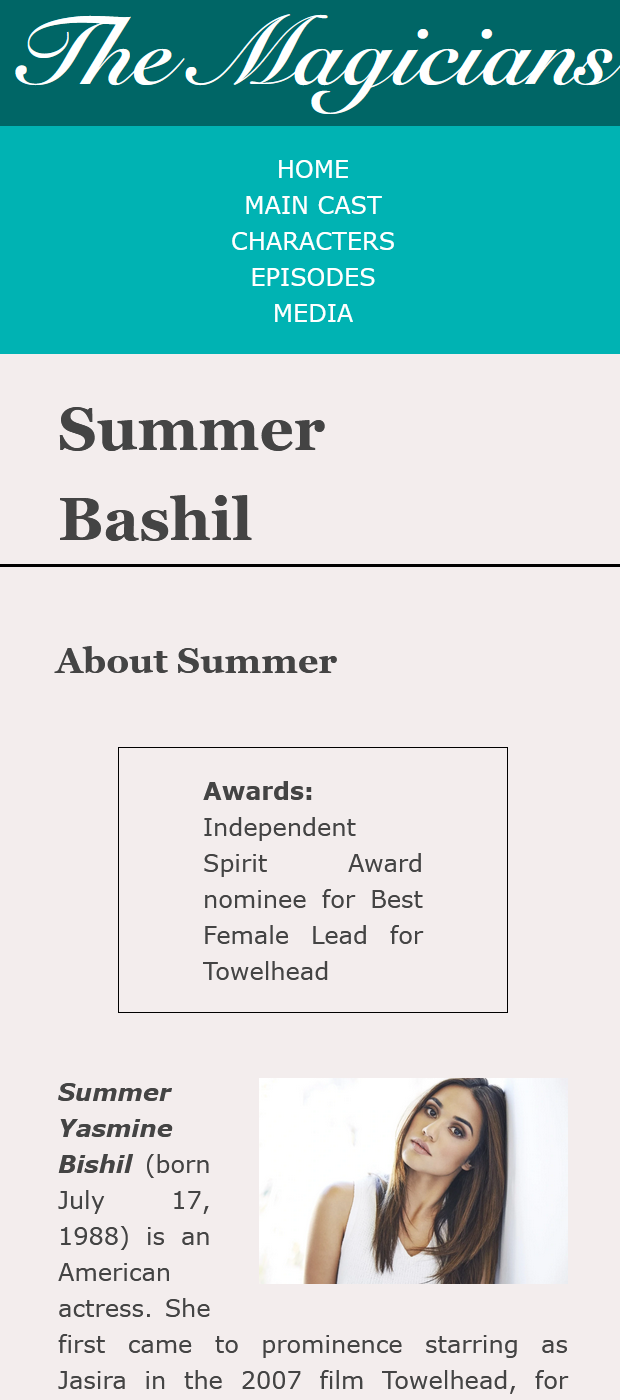 The Magicians
HOME
MAIN CAST
CHARACTERS
EPISODES
MEDIA
Summer
Bashil
About Summer
Awards:
Independent
Spirit Award
nominee for Best
Female Lead for
Towelhead
Summer
Yasmine
Bishil (born
July 17,
1988) is an
American
actress. She
first came to prominence starring as
Jasira in the 2007 film Towelhead, for